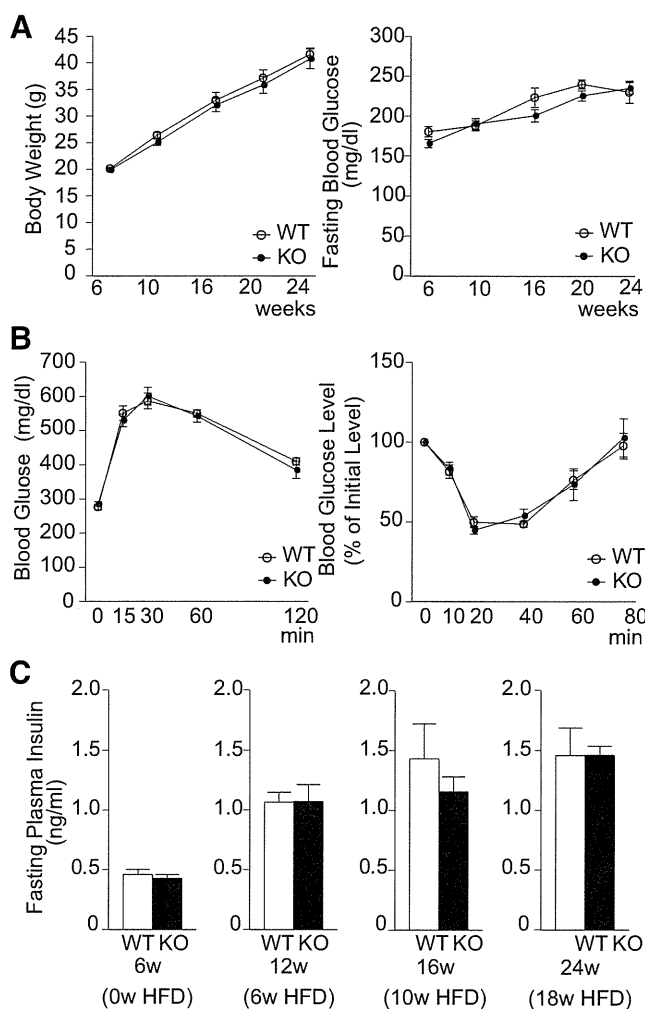 A
Body Weight (g)
45
40
35
30
25
20
15
10
5
0
WT
KO
6 10 16 20 24
weeks
Fasting Blood Glucose
(mg/dl)
300
250
200
150
100
50
0
WT
KO
6 10 16 20 24
weeks
B
Blood Gluose (mg/dl)
700
600
500
400
300
200
100
0
WT
KO
0 15 30 60 120
min
Blood Glucose Level
(% of Initial Level)
150
100
50
0
WT
KO
0 10 20 40 60 80
min
C
Fasting Plasma Insulin
(ng/ml)
2.0
1.5
1.0
0.5
0
WT KO
6w
(0w HFD)
2.0
1.5
1.0
0.5
0
WT KO
12w
(6w HFD)
2.0
1.5
1.0
0.5
0
WT KO
16w
(10w HFD)
2.0
1.5
1.0
0.5
0
WT KO
24w
(18w HFD)